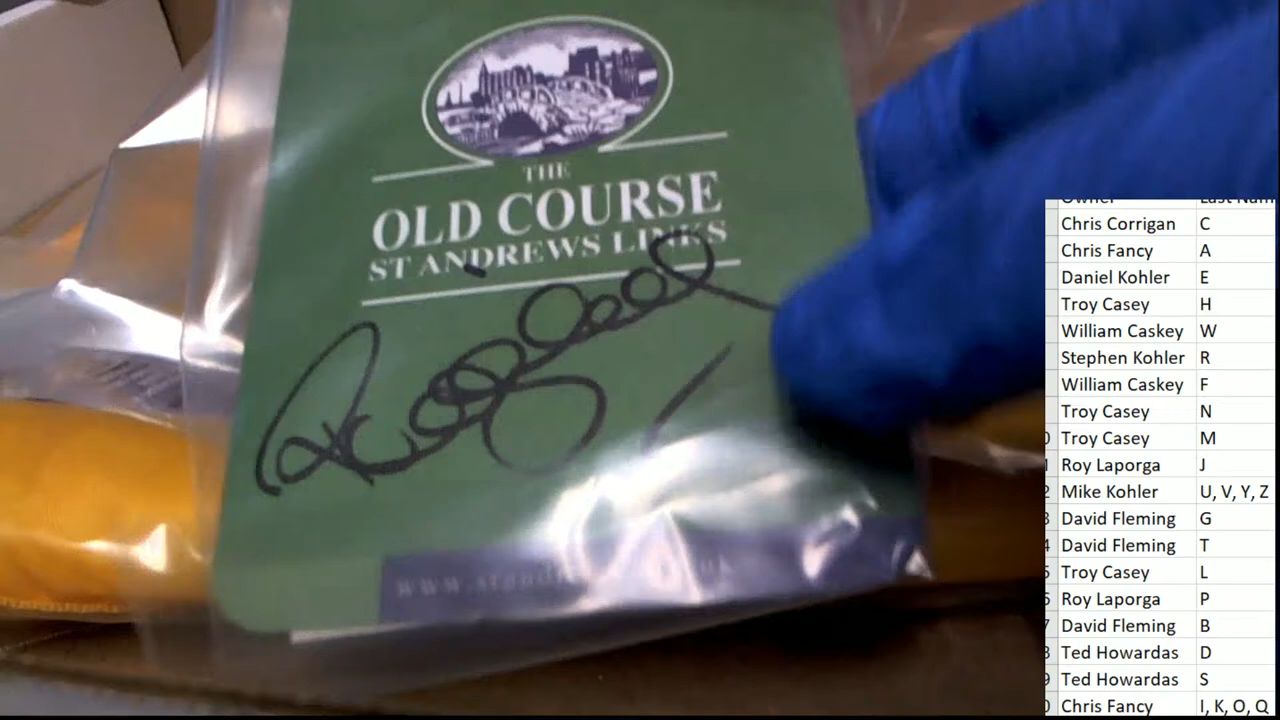 THE
OLD COURSE
ST ANDREWS LINKS
Owner
Chris Corrigan C
Chris Fancy A
Daniel Kohler E
Troy Casey H
William Caskey W
Stephen Kohler R
William Caskey F
Troy Casey N
Troy Casey M
Roy Laporga J
Mike Kohler U, V, Y, Z
David Fleming G
David Fleming T
Troy Casey L
Roy Laporga P
David Fleming B
Ted Howardas D
Ted Howardas S
Chris Fancy I, K, O, Q